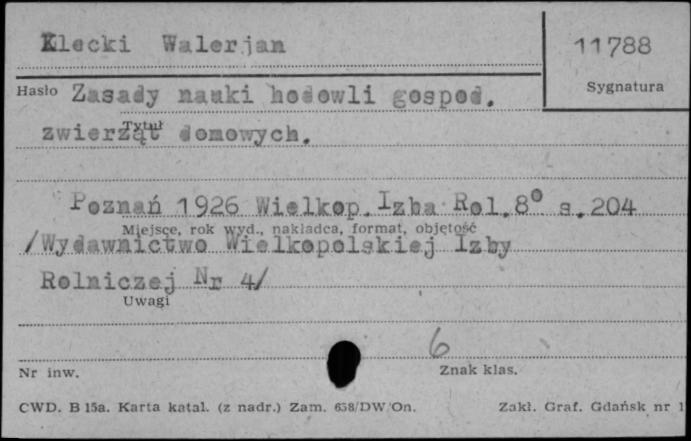 Klecki Walerjan
11788
Sygnatura
Hasło
Zasady nauki hodowli gospod.
Tytuł
zwierząt domowych.
Poznań 1926 Wielkop. Izba Rol.8° s.204
Miejsce, rok wyd., nakładca, format, objętość
/Wydawnictwo Wielkopolskiej Izby
Rolniczej Nr 4/
Uwagi
6
Nr inw.
Znak klas.
CWD. B 15a. Karta katal. (z nadr.) Zam. 658/DW/On.
Zakł. Graf. Gdańsk nr 1